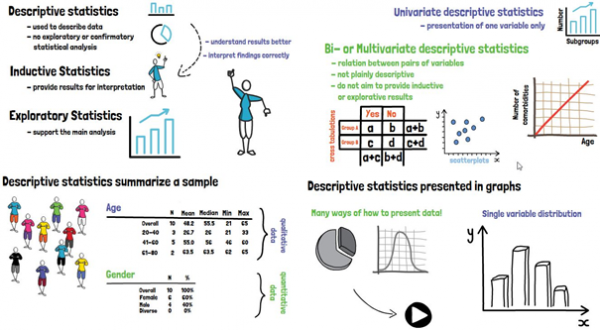 Descriptive statistics
- used to describe data
- no exploratory or confirmatory
statistical analysis
- understand results better
- interpret findings correctly
Inductive Statistics
- provide results for interpretation
Exploratory Statistics
- support the main analysis
Univariate descriptive statistics
- presentation of one variable only
Number
Subgroups
Bi- or Multivariate descriptive statistics
- relation between pairs of variables
- not plainly descriptive
- do not aim to provide inductive
or explorative results
cross tabulations
Yes No
Group A a b a+b
Group B c d c+d
a+c b+d
y
x
scatterplots
Number of
comorbidities
Age
Descriptive statistics summarize a sample
Age
N Mean Median Min Max
Overall 10 48.2 55.5 21 65
20-40 3 26.7 26 21 33
41-60 5 55.0 56 46 60
61-80 2 63.5 63.5 62 65
qualitative
data
Gender
N %
Overall 10 100%
Female 6 60%
Male 4 40%
Diverse 0 0%
quantitative
data
Descriptive statistics presented in graphs
Many ways of how to present data!
Single variable distribution
y
x